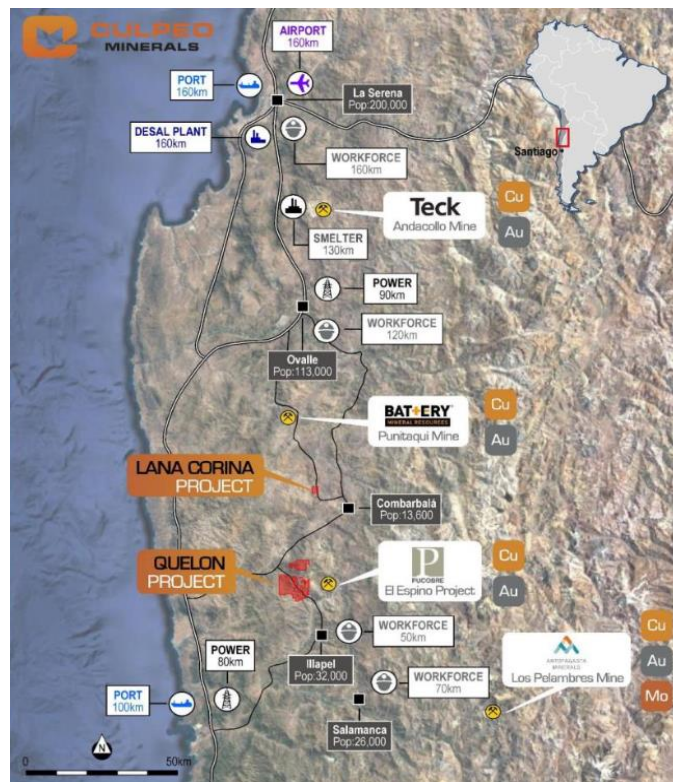 CULPEO
MINERALS
AIRPORT
160km
PORT
160km
La Serena
Pop:200,000
DESAL PLANT
160km
WORKFORCE
160km
Santiago
Teck
Andacollo Mine
Cu
Au
SMELTER
130km
POWER
90km
WORKFORCE
120km
Ovalle
Pop:113,000
BATTERY
MINERAL RESOURCES
Punitaqui Mine
Cu
Au
LANA CORINA
PROJECT
Combarbalá
Pop:13,600
QUELON
PROJECT
P
PUCOBRE
El Espino Project
Cu
Au
WORKFORCE
50km
POWER
80km
Illapel
Pop:32,000
ANTOFAGASTA
MINERALS
Los Pelambres Mine
Cu
Au
Mo
PORT
100km
WORKFORCE
70km
Salamanca
Pop:26,000
N
0 50km